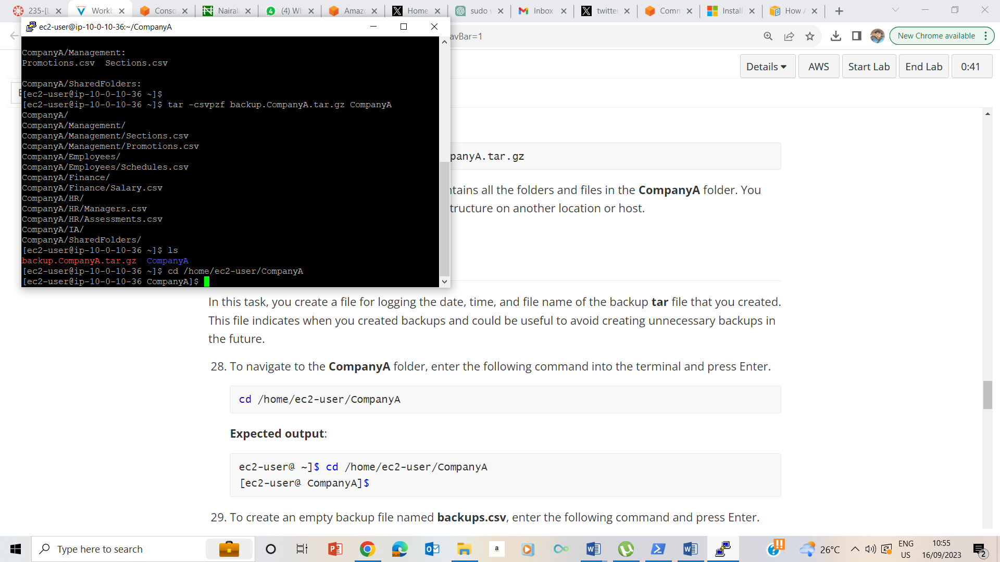 235-[L
Workb
Conso
Nairala
(4) Wh
Amazo
Home
sudo v
Inbox
twitter
Comm
Install
How A
ec2-user@ip-10-0-10-36:~/CompanyA
avBar=1
New Chrome available
Details
AWS
Start Lab
End Lab
0:41
CompanyA/Management:
Promotions.csv  Sections.csv
CompanyA/SharedFolders:
[ec2-user@ip-10-0-10-36 ~]$
[ec2-user@ip-10-0-10-36 ~]$ tar -csvpzf backup.CompanyA.tar.gz CompanyA
CompanyA/
CompanyA/Management/
CompanyA/Management/Sections.csv
CompanyA/Management/Promotions.csv
CompanyA/Employees/
CompanyA/Employees/Schedules.csv
CompanyA/Finance/
CompanyA/Finance/Salary.csv
CompanyA/HR/
CompanyA/HR/Managers.csv
CompanyA/HR/Assessments.csv
CompanyA/IA/
CompanyA/SharedFolders/
[ec2-user@ip-10-0-10-36 ~]$ ls
backup.CompanyA.tar.gz  CompanyA
[ec2-user@ip-10-0-10-36 ~]$ cd /home/ec2-user/CompanyA
[ec2-user@ip-10-0-10-36 CompanyA]$
panyA.tar.gz
ntains all the folders and files in the CompanyA folder. You
tructure on another location or host.
In this task, you create a file for logging the date, time, and file name of the backup tar file that you created.
This file indicates when you created backups and could be useful to avoid creating unnecessary backups in
the future.
28. To navigate to the CompanyA folder, enter the following command into the terminal and press Enter.
cd /home/ec2-user/CompanyA
Expected output:
ec2-user@ ~]$ cd /home/ec2-user/CompanyA
[ec2-user@ CompanyA]$
29. To create an empty backup file named backups.csv, enter the following command and press Enter.
Type here to search
26°C
ENG
US
10:55
16/09/2023
2